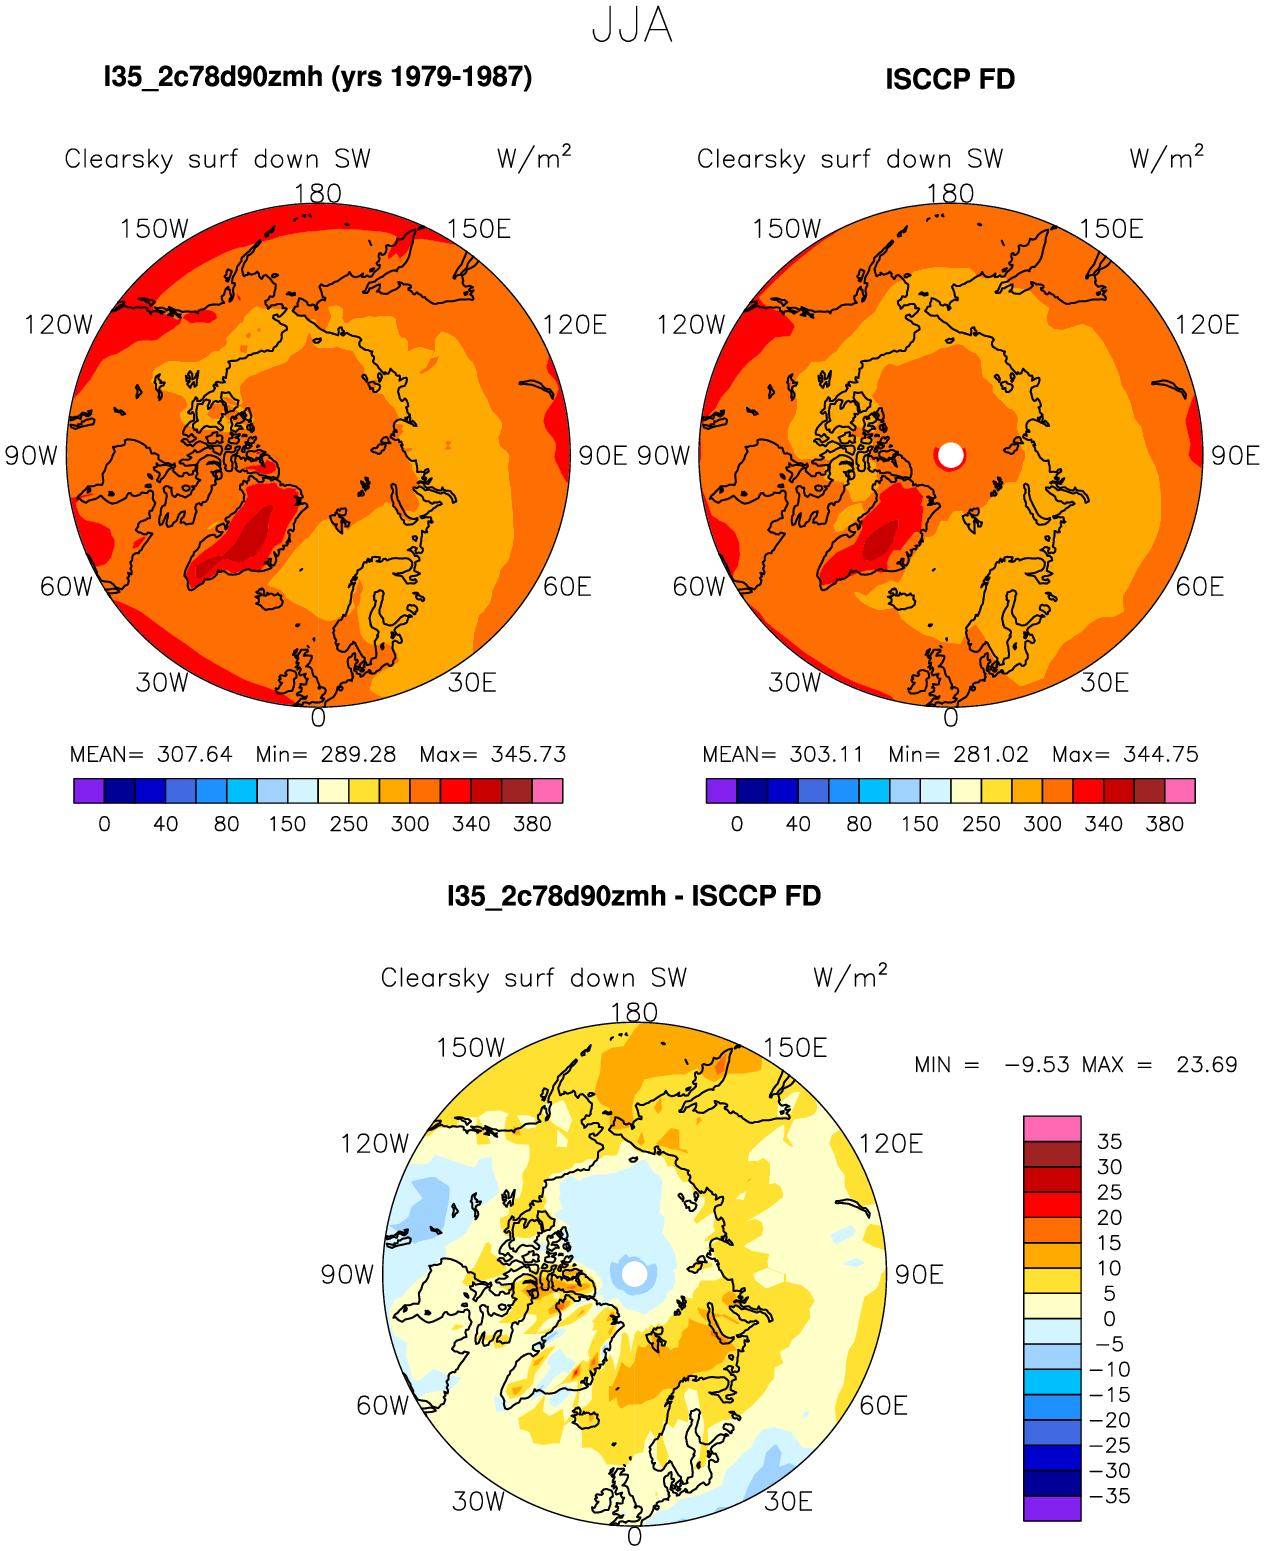 JJA
I35_2c78d90zmh (yrs 1979-1987)
ISCCP FD
Clearsky surf down SW W/m²
Clearsky surf down SW W/m²
180
150W 150E
120W 120E
90W 90E
60W 60E
30W 30E
0
180
150W 150E
120W 120E
90W 90E
60W 60E
30W 30E
0
MEAN= 307.64 Min= 289.28 Max= 345.73
0 40 80 150 250 300 340 380
MEAN= 303.11 Min= 281.02 Max= 344.75
0 40 80 150 250 300 340 380
I35_2c78d90zmh - ISCCP FD
Clearsky surf down SW W/m²
180
150W 150E
120W 120E
90W 90E
60W 60E
30W 30E
0
MIN = −9.53 MAX = 23.69
35
30
25
20
15
10
5
0
−5
−10
−15
−20
−25
−30
−35